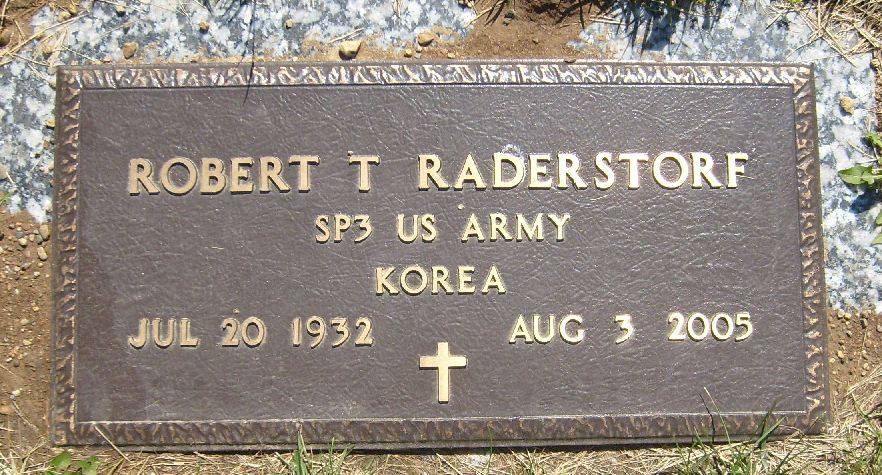 ROBERT T RADERSTORF
SP3 US ARMY
KOREA
JUL 20 1932 AUG 3 2005